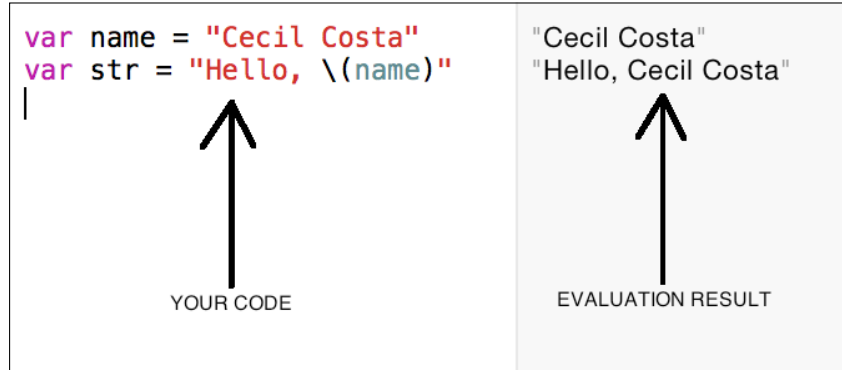 var name = "Cecil Costa"
var str = "Hello, \(name)"
YOUR CODE
"Cecil Costa"
"Hello, Cecil Costa"
EVALUATION RESULT